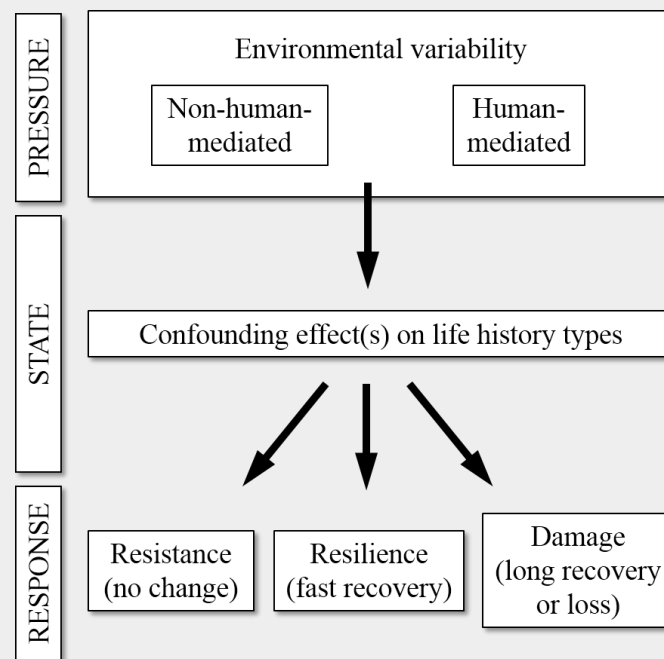 PRESSURE
Environmental variability
Non-human-
mediated
Human-
mediated
STATE
Confounding effect(s) on life history types
RESPONSE
Resistance
(no change)
Resilience
(fast recovery)
Damage
(long recovery
or loss)